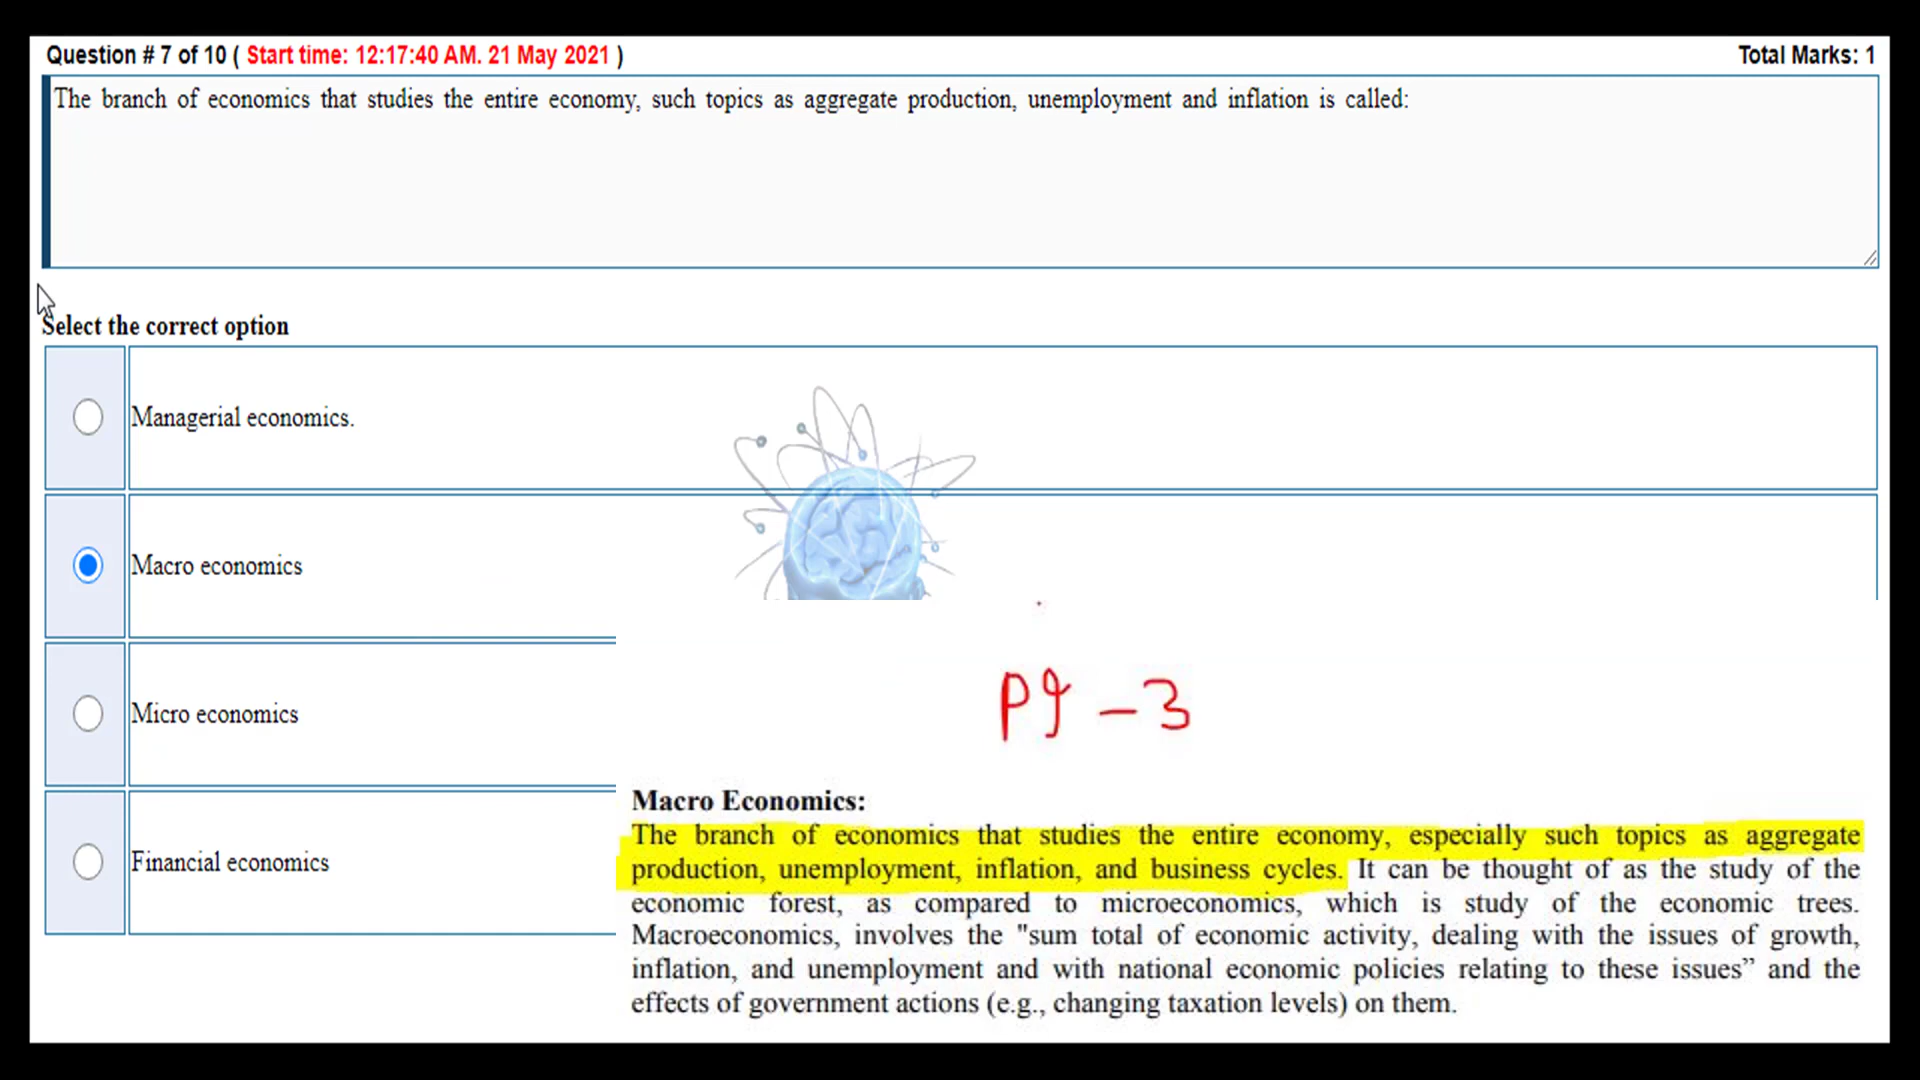 Question # 7 of 10 ( Start time: 12:17:40 AM. 21 May 2021 ) Total Marks: 1
The branch of economics that studies the entire economy, such topics as aggregate production, unemployment and inflation is called:
Select the correct option
Managerial economics.
Macro economics
Micro economics
Financial economics
Pg - 3
Macro Economics:
The branch of economics that studies the entire economy, especially such topics as aggregate
production, unemployment, inflation, and business cycles. It can be thought of as the study of the
economic forest, as compared to microeconomics, which is study of the economic trees.
Macroeconomics, involves the "sum total of economic activity, dealing with the issues of growth,
inflation, and unemployment and with national economic policies relating to these issues” and the
effects of government actions (e.g., changing taxation levels) on them.